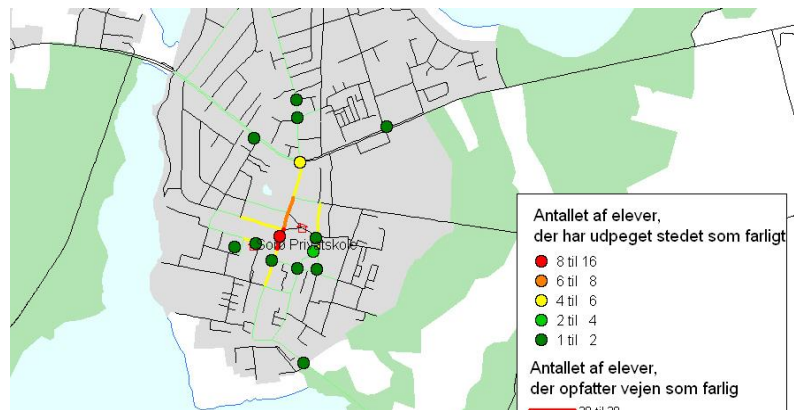 Sorø Privatskole
Antallet af elever,
der har udpeget stedet som farligt
8 til 16
6 til 8
4 til 6
2 til 4
1 til 2
Antallet af elever,
der opfatter vejen som farlig